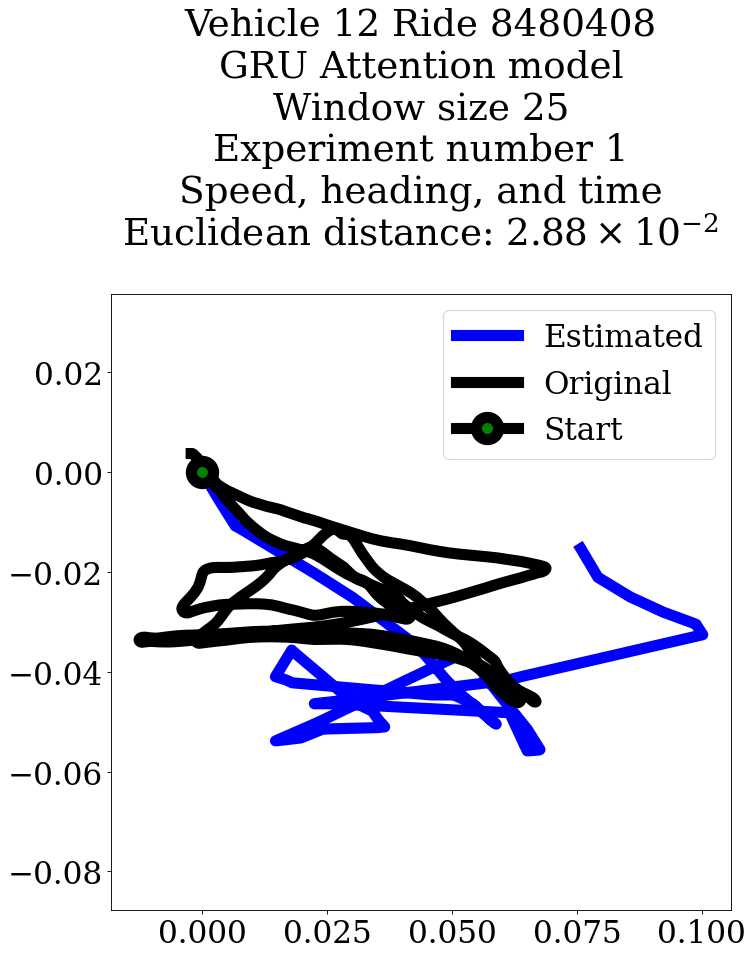 Vehicle 12 Ride 8480408
GRU Attention model
Window size 25
Experiment number 1
Speed, heading, and time
Euclidean distance: 2.88 × 10⁻²
Estimated
Original
Start
0.02
0.00
−0.02
−0.04
−0.06
−0.08
0.000 0.025 0.050 0.075 0.100